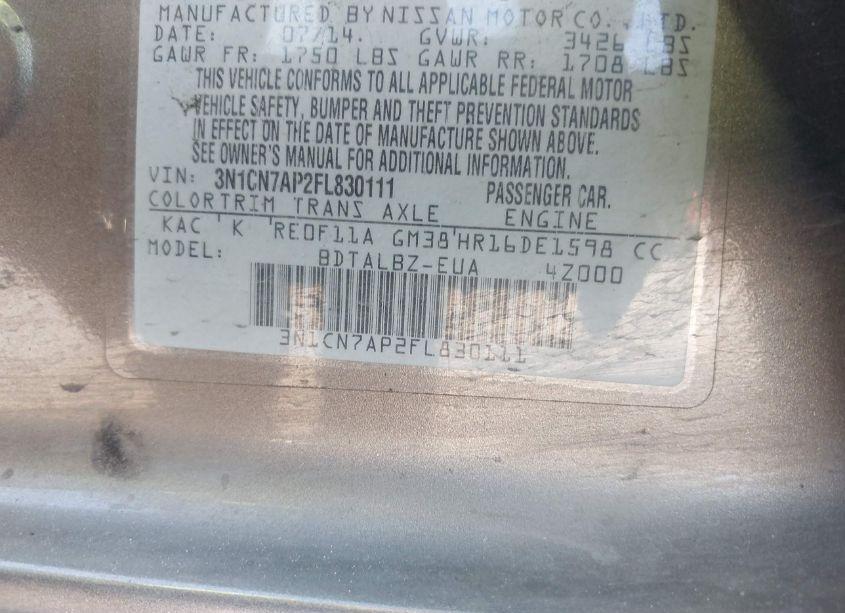 MANUFACTURED BY NISSAN MOTOR CO., LTD.
DATE: 07/14. GVWR: 3426 LBS
GAWR FR: 1750 LBS GAWR RR: 1708 LBS
THIS VEHICLE CONFORMS TO ALL APPLICABLE FEDERAL MOTOR
VEHICLE SAFETY, BUMPER AND THEFT PREVENTION STANDARDS
IN EFFECT ON THE DATE OF MANUFACTURE SHOWN ABOVE.
SEE OWNER'S MANUAL FOR ADDITIONAL INFORMATION.
VIN: 3N1CN7AP2FL830111 PASSENGER CAR.
COLOR TRIM TRANS AXLE ENGINE
KAC K RE0F11A GM38 HR16DE1598 CC
MODEL: BDTALBZ-EUA 4Z000
3N1CN7AP2FL830111